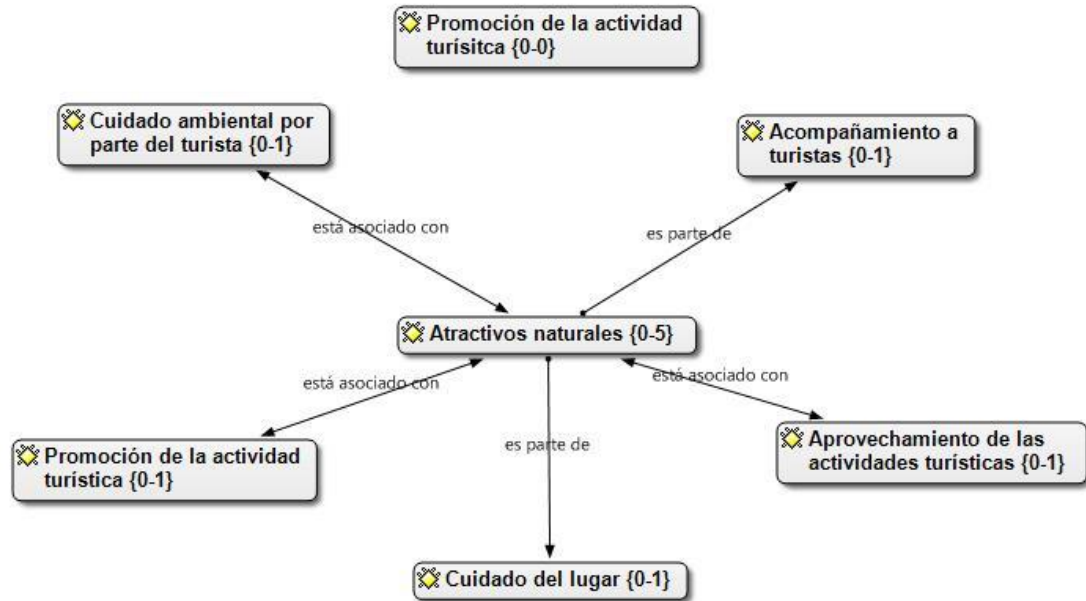 Promoción de la actividad
turísitca {0-0}
Cuidado ambiental por
parte del turista {0-1}
Acompañamiento a
turistas {0-1}
está asociado con
es parte de
Atractivos naturales {0-5}
está asociado con
está asociado con
es parte de
Promoción de la actividad
turística {0-1}
Aprovechamiento de las
actividades turísticas {0-1}
Cuidado del lugar {0-1}